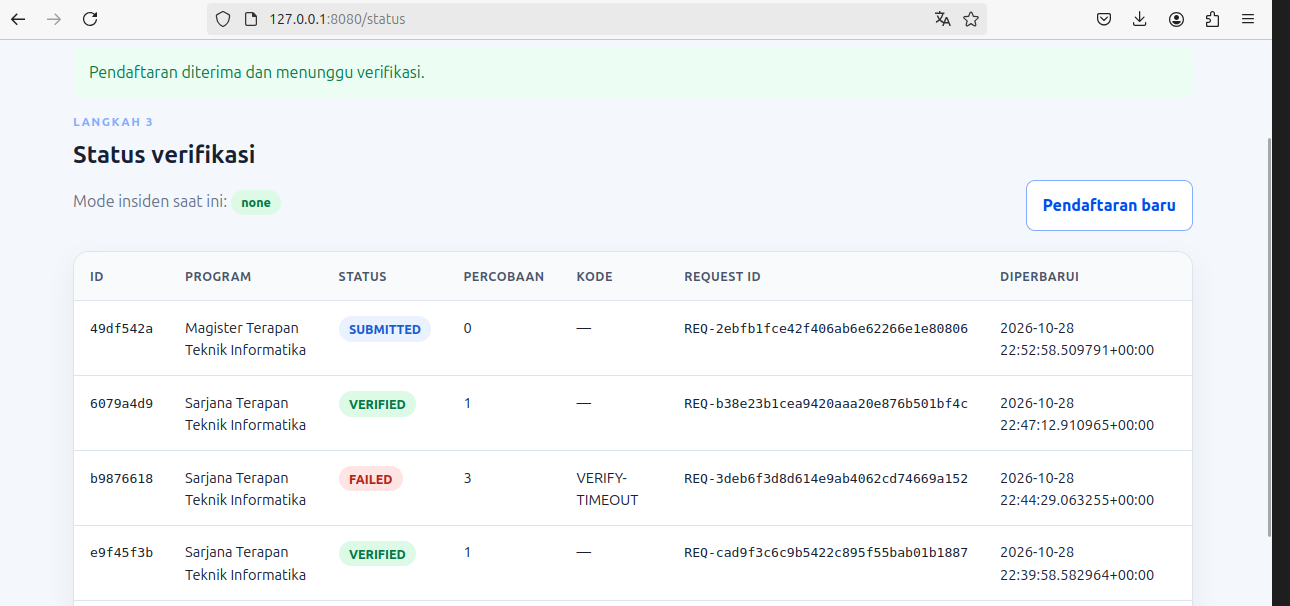 127.0.0.1:8080/status
Pendaftaran diterima dan menunggu verifikasi.
LANGKAH 3
Status verifikasi
Mode insiden saat ini: none
Pendaftaran baru
ID PROGRAM STATUS PERCOBAAN KODE REQUEST ID DIPERBARUI
49df542a Magister Terapan Teknik Informatika SUBMITTED 0 — REQ-2ebfb1fce42f406ab6e62266e1e80806 2026-10-28 22:52:58.509791+00:00
6079a4d9 Sarjana Terapan Teknik Informatika VERIFIED 1 — REQ-b38e23b1cea9420aaa20e876b501bf4c 2026-10-28 22:47:12.910965+00:00
b9876618 Sarjana Terapan Teknik Informatika FAILED 3 VERIFY-TIMEOUT REQ-3deb6f3d8d614e9ab4062cd74669a152 2026-10-28 22:44:29.063255+00:00
e9f45f3b Sarjana Terapan Teknik Informatika VERIFIED 1 — REQ-cad9f3c6c9b5422c895f55bab01b1887 2026-10-28 22:39:58.582964+00:00